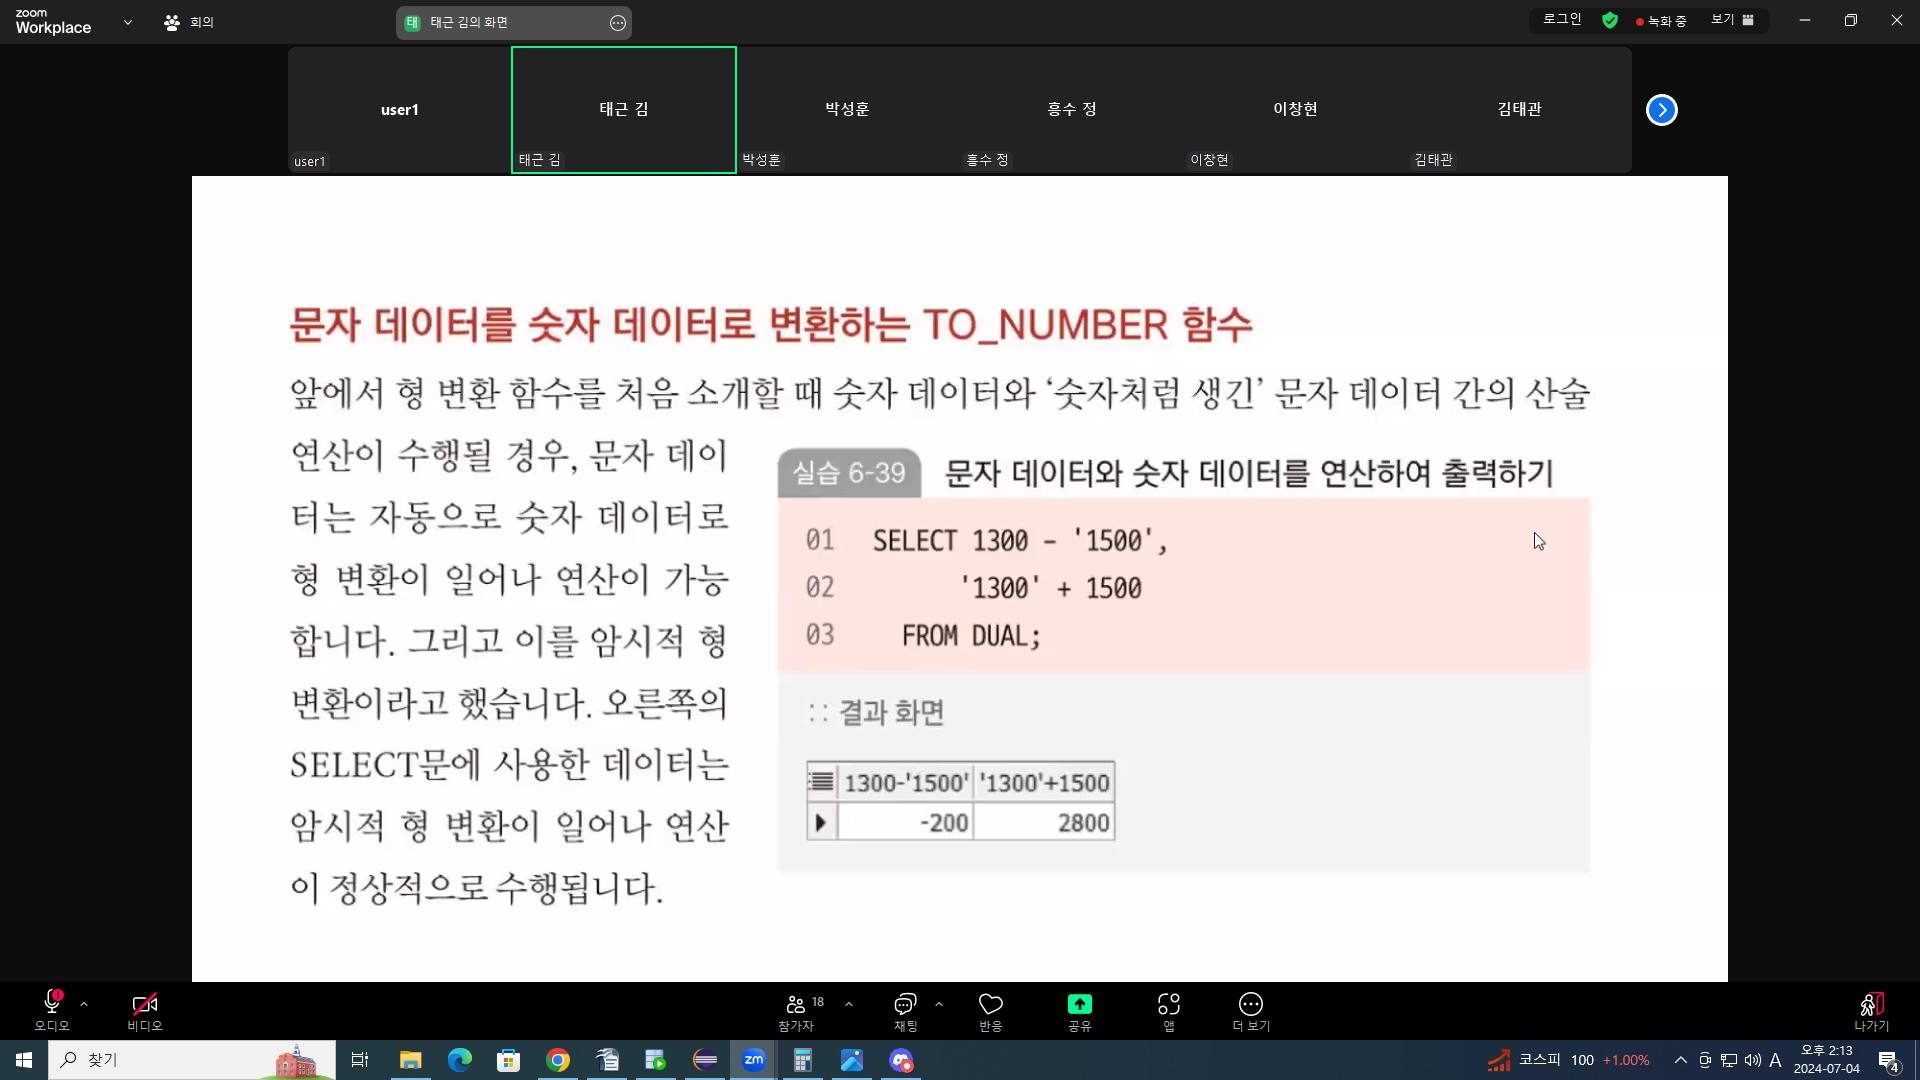 zoom
Workplace
회의
태 태근 김의 화면
로그인
녹화 중
보기
user1
태근 김
박성훈
흥수 정
이창현
김태관
user1
태근 김
박성훈
흥수 정
이창현
김태관
문자 데이터를 숫자 데이터로 변환하는 TO_NUMBER 함수
앞에서 형 변환 함수를 처음 소개할 때 숫자 데이터와 ‘숫자처럼 생긴’ 문자 데이터 간의 산술
연산이 수행될 경우, 문자 데이
터는 자동으로 숫자 데이터로
형 변환이 일어나 연산이 가능
합니다. 그리고 이를 암시적 형
변환이라고 했습니다. 오른쪽의
SELECT문에 사용한 데이터는
암시적 형 변환이 일어나 연산
이 정상적으로 수행됩니다.
실습 6-39 문자 데이터와 숫자 데이터를 연산하여 출력하기
01 SELECT 1300 - '1500',
02 '1300' + 1500
03 FROM DUAL;
:: 결과 화면
1300-'1500' '1300'+1500
-200 2800
오디오
비디오
참가자
18
채팅
반응
공유
앱
더 보기
나가기
찾기
zm
코스피 100 +1.00%
A
오후 2:13
2024-07-04
4